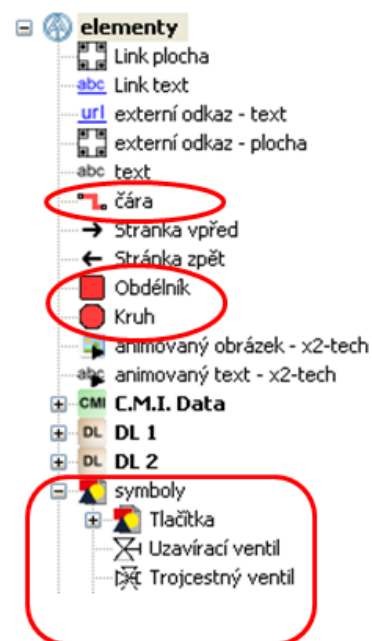 elementy
Link plocha
abc Link text
url externí odkaz - text
externí odkaz - plocha
abc text
čára
Stránka vpřed
Stránka zpět
Obdélník
Kruh
animovaný obrázek - x2-tech
abc animovaný text - x2-tech
CMI C.M.I. Data
DL DL 1
DL DL 2
symboly
Tlačítka
Uzavírací ventil
Trojcestný ventil